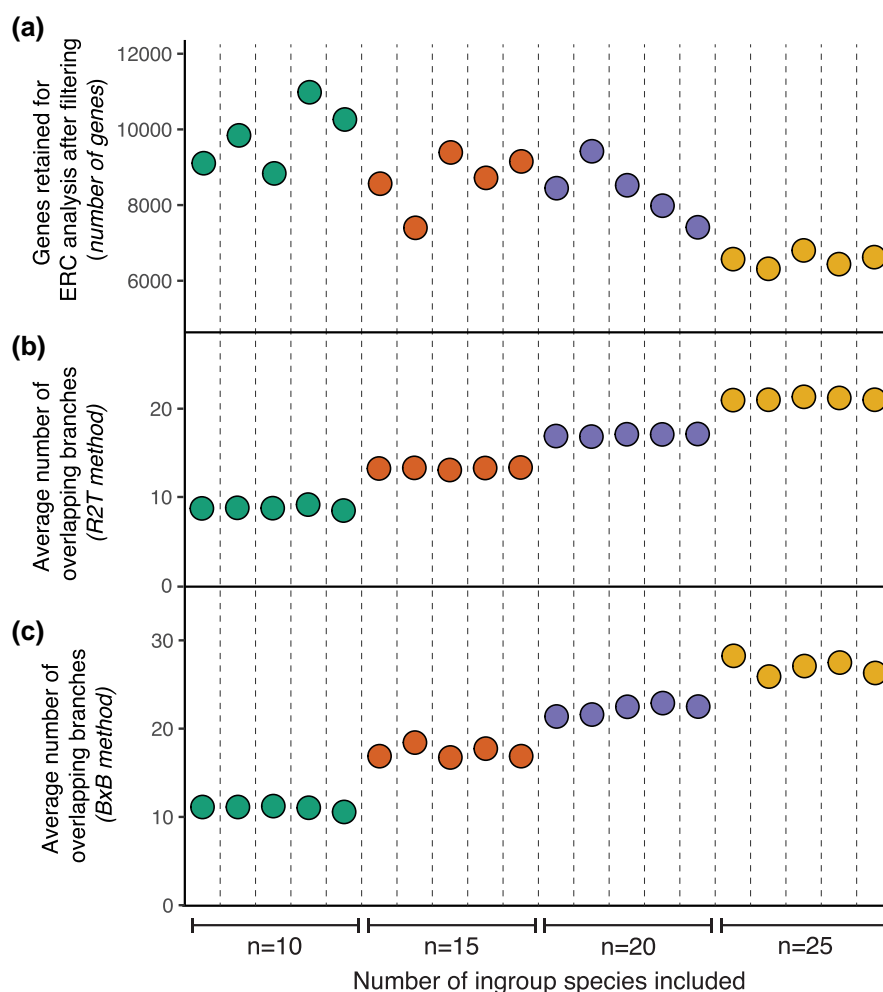 (a)
Genes retained for
ERC analysis after filtering
(number of genes)
12000
10000
8000
6000
(b)
Average number of
overlapping branches
(R2T method)
20
10
0
(c)
Average number of
overlapping branches
(BxB method)
30
20
10
0
n=10
n=15
n=20
n=25
Number of ingroup species included